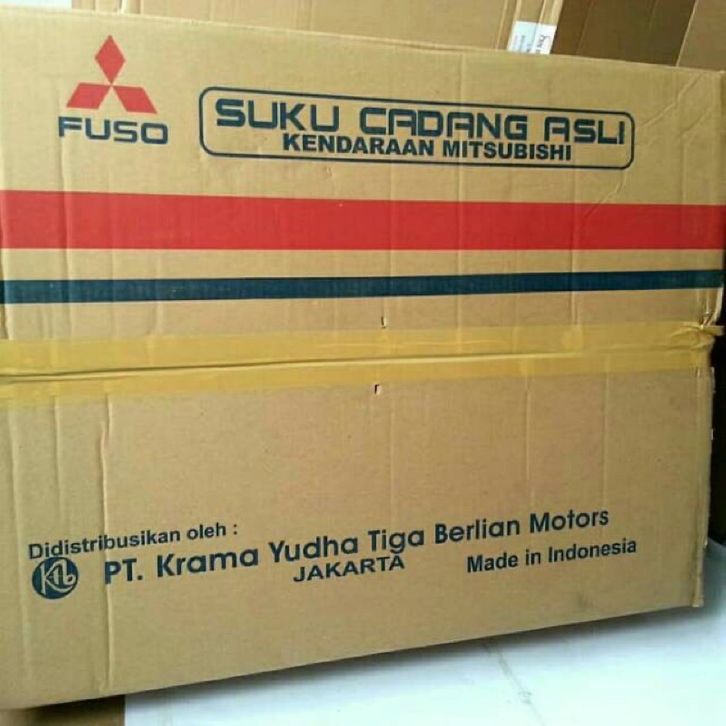 FUSO
SUKU CADANG ASLI
KENDARAAN MITSUBISHI
Didistribusikan oleh :
PT. Krama Yudha Tiga Berlian Motors
JAKARTA
Made in Indonesia